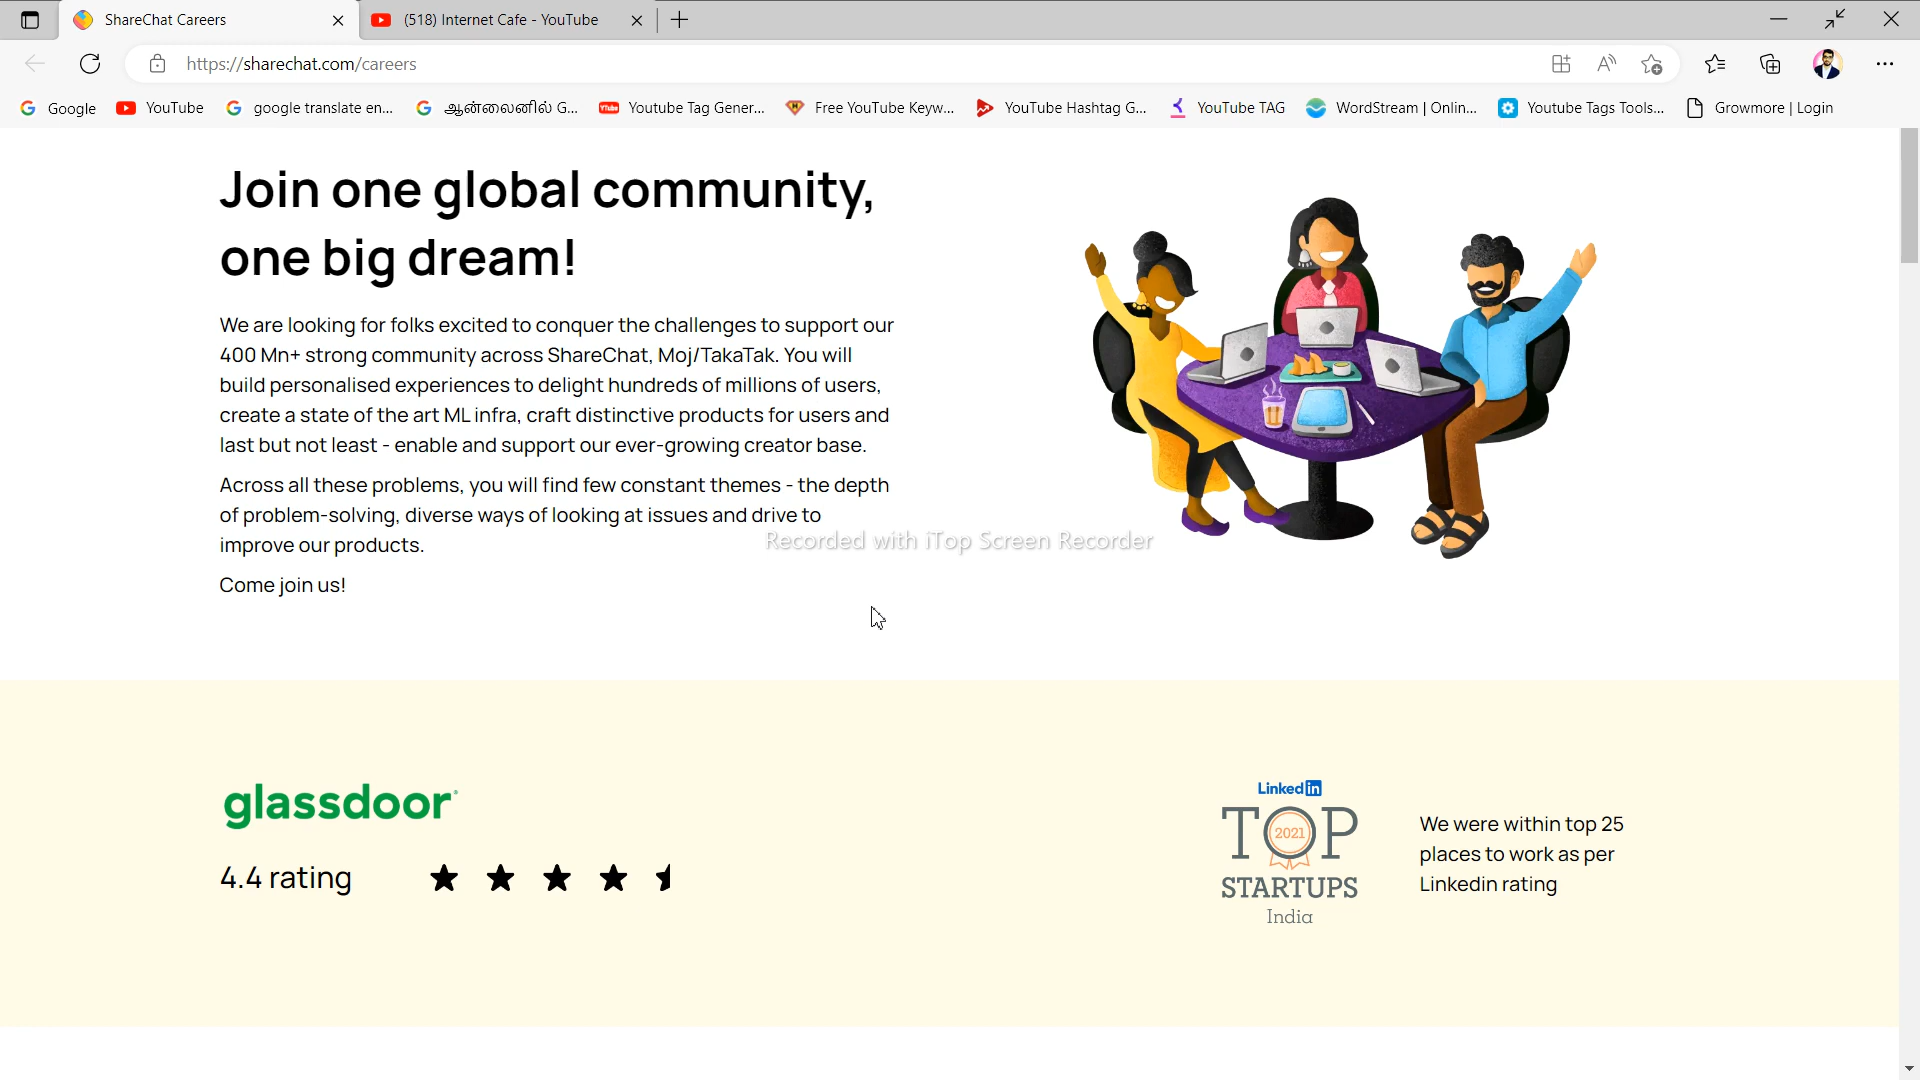 ShareChat Careers
(518) Internet Cafe - YouTube
https://sharechat.com/careers
Google
YouTube
google translate en...
ஆன்லைனில் G...
Youtube Tag Gener...
Free YouTube Keyw...
YouTube Hashtag G...
YouTube TAG
WordStream | Onlin...
Youtube Tags Tools...
Growmore | Login
Join one global community,
one big dream!
We are looking for folks excited to conquer the challenges to support our
400 Mn+ strong community across ShareChat, Moj/TakaTak. You will
build personalised experiences to delight hundreds of millions of users,
create a state of the art ML infra, craft distinctive products for users and
last but not least - enable and support our ever-growing creator base.
Across all these problems, you will find few constant themes - the depth
of problem-solving, diverse ways of looking at issues and drive to
improve our products.
Recorded with iTop Screen Recorder
Come join us!
glassdoor
4.4 rating
LinkedIn
TOP
2021
STARTUPS
India
We were within top 25
places to work as per
Linkedin rating